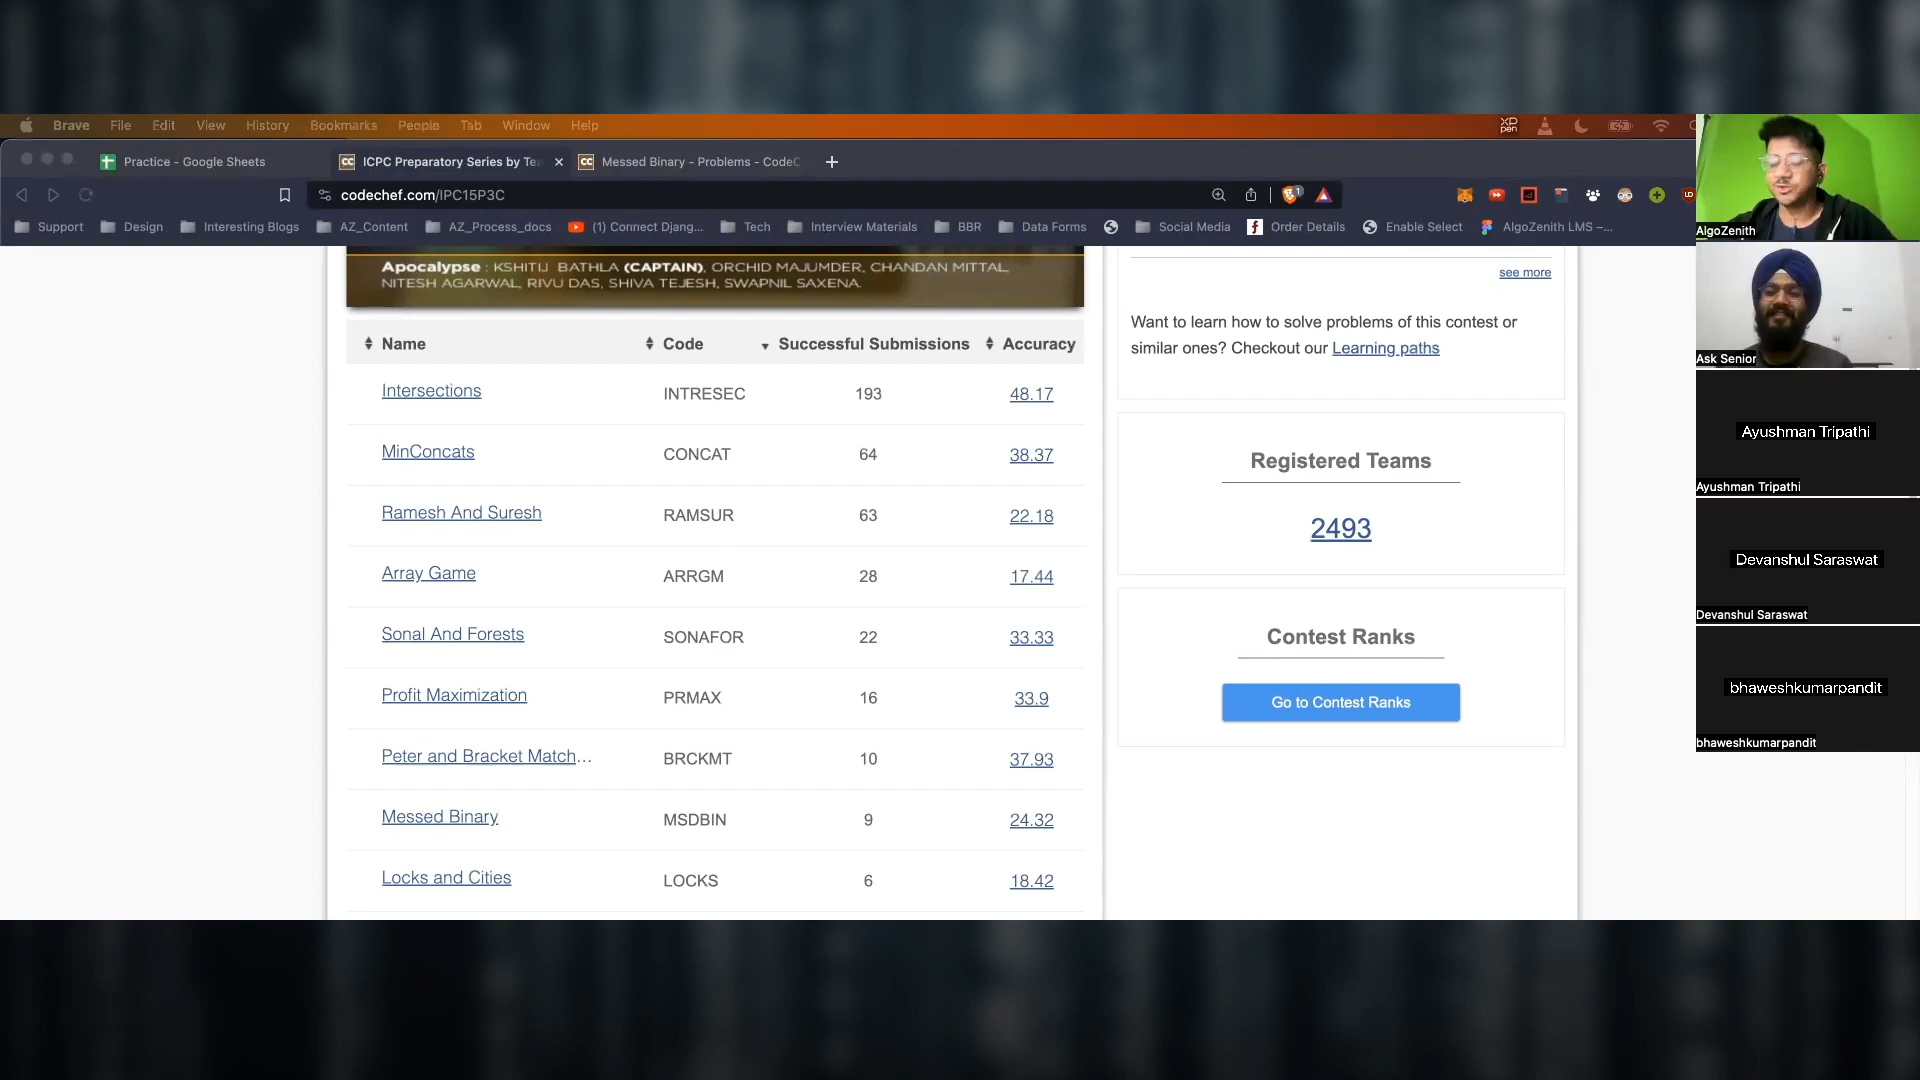 Brave File Edit View History Bookmarks People Tab Window Help
XP
pen
Practice - Google Sheets
ICPC Preparatory Series by Te
Messed Binary - Problems - CodeC
codechef.com/IPC15P3C
Support Design Interesting Blogs AZ_Content AZ_Process_docs (1) Connect Djang... Tech Interview Materials BBR Data Forms Social Media Order Details Enable Select AlgoZenith LMS –...
Apocalypse : KSHITIJ BATHLA (CAPTAIN), ORCHID MAJUMDER, CHANDAN MITTAL,
NITESH AGARWAL, RIVU DAS, SHIVA TEJESH, SWAPNIL SAXENA.
Name Code Successful Submissions Accuracy
Intersections INTRESEC 193 48.17
MinConcats CONCAT 64 38.37
Ramesh And Suresh RAMSUR 63 22.18
Array Game ARRGM 28 17.44
Sonal And Forests SONAFOR 22 33.33
Profit Maximization PRMAX 16 33.9
Peter and Bracket Match... BRCKMT 10 37.93
Messed Binary MSDBIN 9 24.32
Locks and Cities LOCKS 6 18.42
see more
Want to learn how to solve problems of this contest or
similar ones? Checkout our Learning paths
Registered Teams
2493
Contest Ranks
Go to Contest Ranks
AlgoZenith
Ask Senior
Ayushman Tripathi
Ayushman Tripathi
Devanshul Saraswat
Devanshul Saraswat
bhaweshkumarpandit
bhaweshkumarpandit